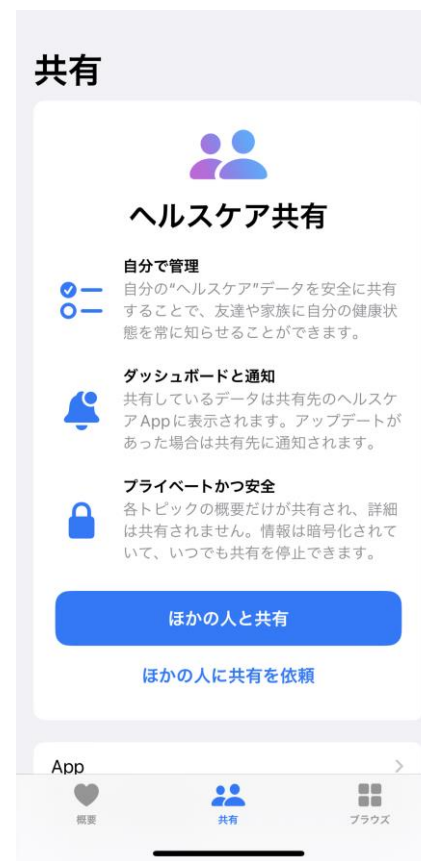 共有
ヘルスケア共有
自分で管理
自分の“ヘルスケア”データを安全に共有
することで、友達や家族に自分の健康状
態を常に知らせることができます。
ダッシュボードと通知
共有しているデータは共有先のヘルスケ
アAppに表示されます。アップデートが
あった場合は共有先に通知されます。
プライベートかつ安全
各トピックの概要だけが共有され、詳細
は共有されません。情報は暗号化されて
いて、いつでも共有を停止できます。
ほかの人と共有
ほかの人に共有を依頼
App
概要
共有
ブラウズ